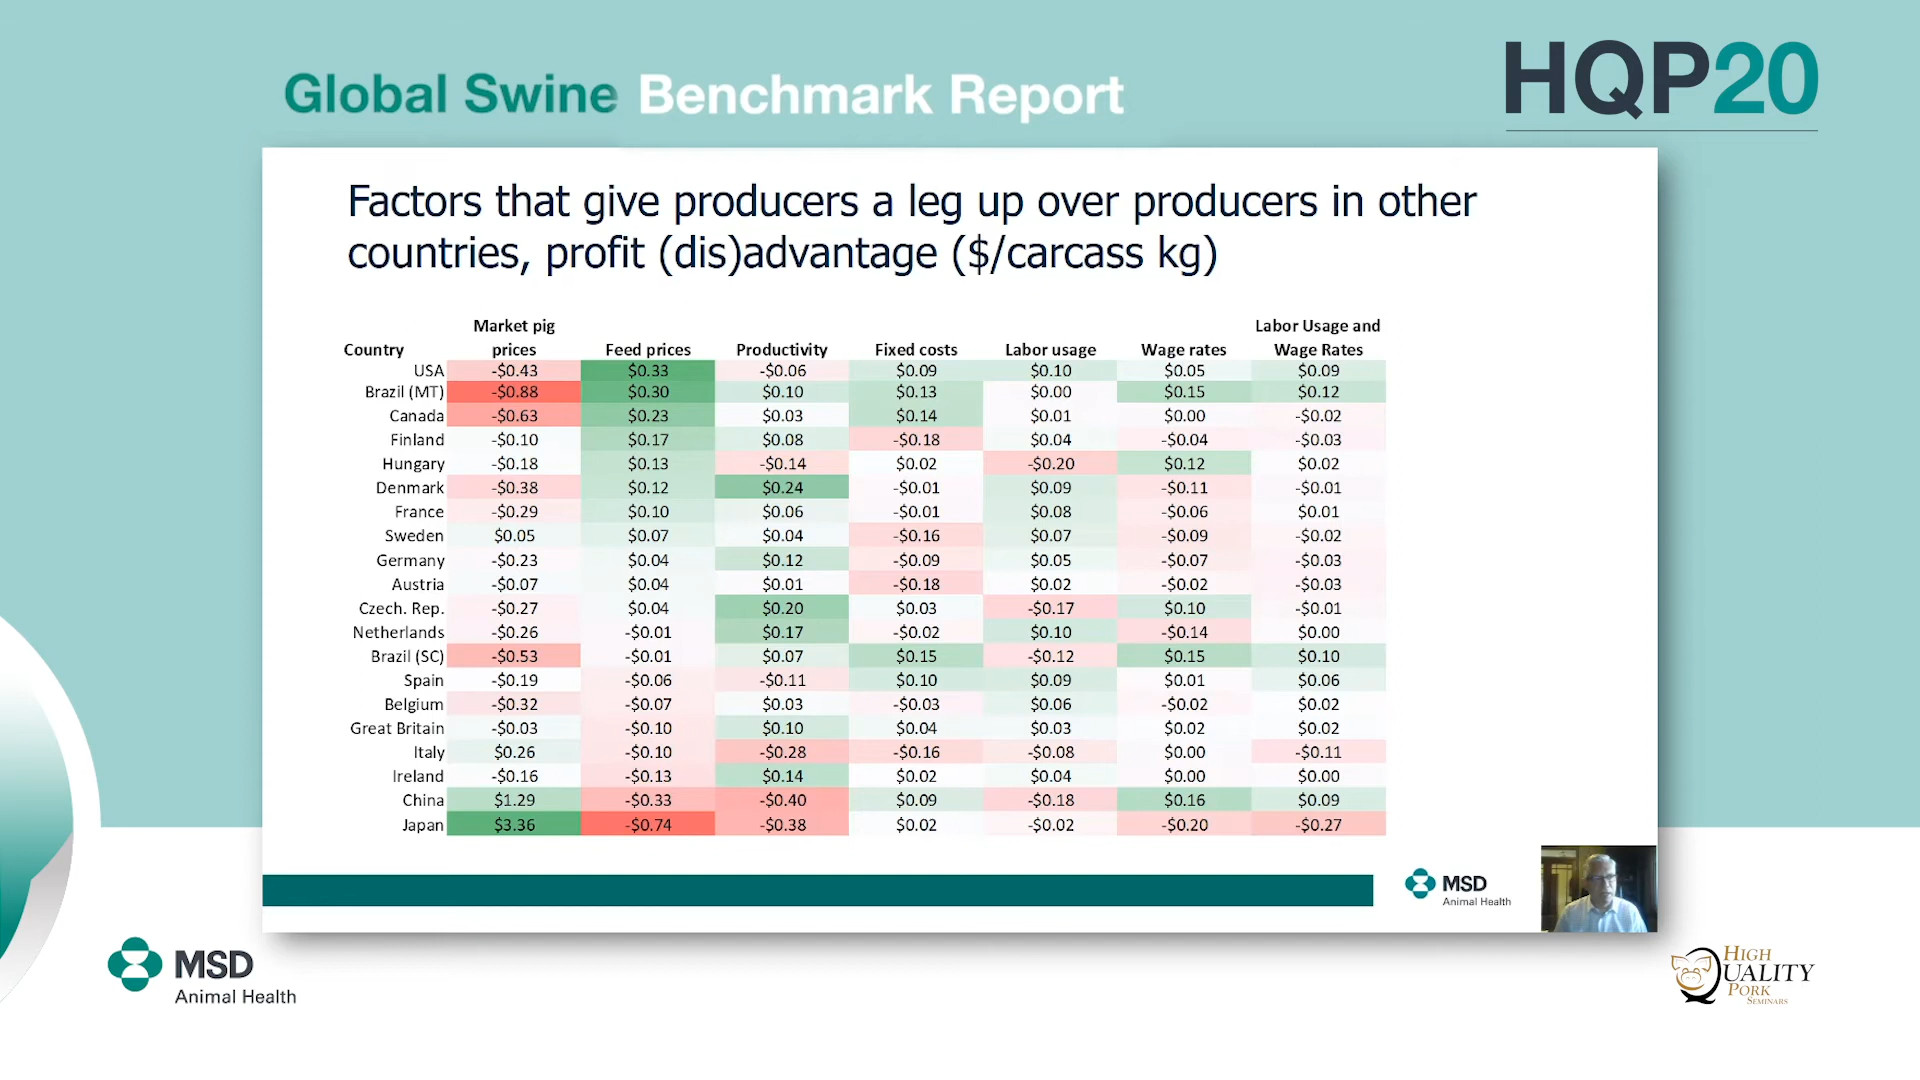 Global Swine Benchmark Report
HQP20
Factors that give producers a leg up over producers in other
countries, profit (dis)advantage ($/carcass kg)
Country Market pig prices Feed prices Productivity Fixed costs Labor usage Wage rates Labor Usage and Wage Rates
USA -$0.43 $0.33 -$0.06 $0.09 $0.10 $0.05 $0.09
Brazil (MT) -$0.88 $0.30 $0.10 $0.13 $0.00 $0.15 $0.12
Canada -$0.63 $0.23 $0.03 $0.14 $0.01 $0.00 -$0.02
Finland -$0.10 $0.17 $0.08 -$0.18 $0.04 -$0.04 -$0.03
Hungary -$0.18 $0.13 -$0.14 $0.02 -$0.20 $0.12 $0.02
Denmark -$0.38 $0.12 $0.24 -$0.01 $0.09 -$0.11 -$0.01
France -$0.29 $0.10 $0.06 -$0.01 $0.08 -$0.06 $0.01
Sweden $0.05 $0.07 $0.04 -$0.16 $0.07 -$0.09 -$0.02
Germany -$0.23 $0.04 $0.12 -$0.09 $0.05 -$0.07 -$0.03
Austria -$0.07 $0.04 $0.01 -$0.18 $0.02 -$0.02 -$0.03
Czech. Rep. -$0.27 $0.04 $0.20 $0.03 -$0.17 $0.10 -$0.01
Netherlands -$0.26 -$0.01 $0.17 -$0.02 $0.10 -$0.14 $0.00
Brazil (SC) -$0.53 -$0.01 $0.07 $0.15 -$0.12 $0.15 $0.10
Spain -$0.19 -$0.06 -$0.11 $0.10 $0.09 $0.01 $0.06
Belgium -$0.32 -$0.07 $0.03 -$0.03 $0.06 -$0.02 $0.02
Great Britain -$0.03 -$0.10 $0.10 $0.04 $0.03 $0.02 $0.02
Italy $0.26 -$0.10 -$0.28 -$0.16 -$0.08 $0.00 -$0.11
Ireland -$0.16 -$0.13 $0.14 $0.02 $0.04 $0.00 $0.00
China $1.29 -$0.33 -$0.40 $0.09 -$0.18 $0.16 $0.09
Japan $3.36 -$0.74 -$0.38 $0.02 -$0.02 -$0.20 -$0.27
MSD
Animal Health
MSD
Animal Health
HIGH
QUALITY
PORK
SEMINARS